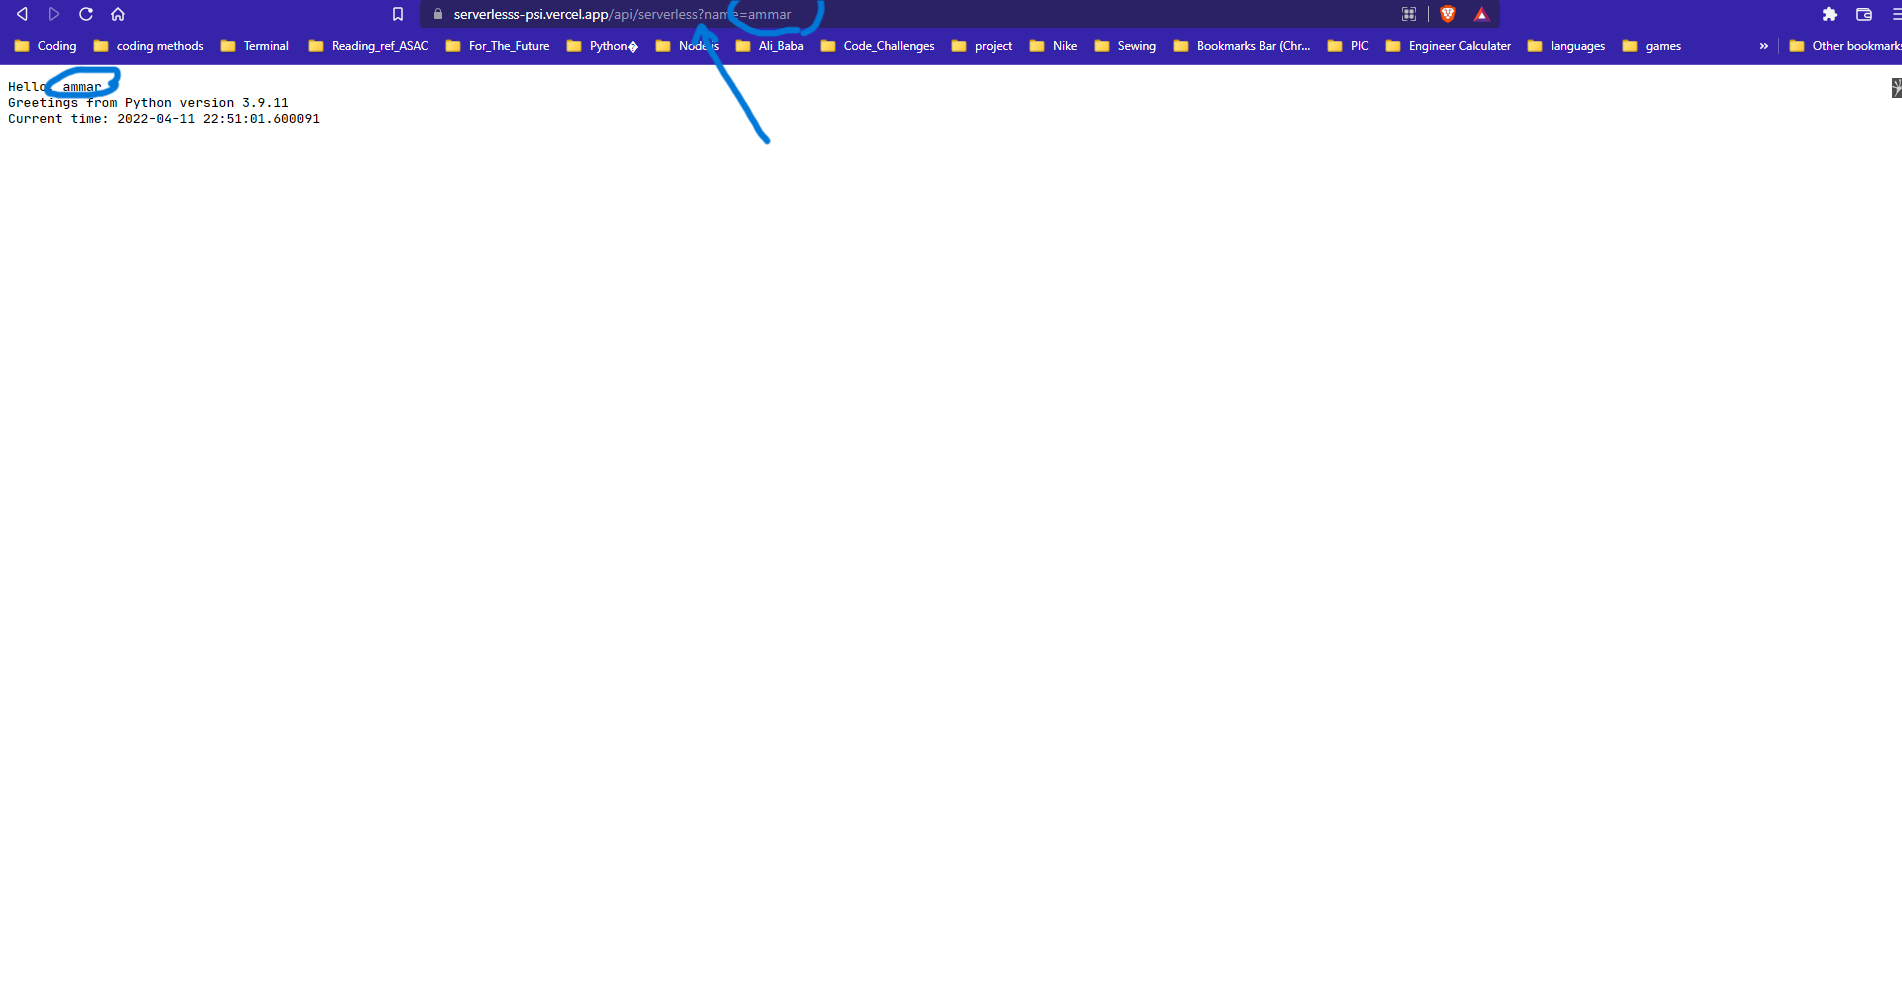 serverlesss-psi.vercel.app/api/serverless?name=ammar
Coding coding methods Terminal Reading_ref_ASAC For_The_Future Python� Nodejs Ali_Baba Code_Challenges project Nike Sewing Bookmarks Bar (Chr... PIC Engineer Calculater languages games » Other bookmarks
Hello, ammar
Greetings from Python version 3.9.11
Current time: 2022-04-11 22:51:01.600091